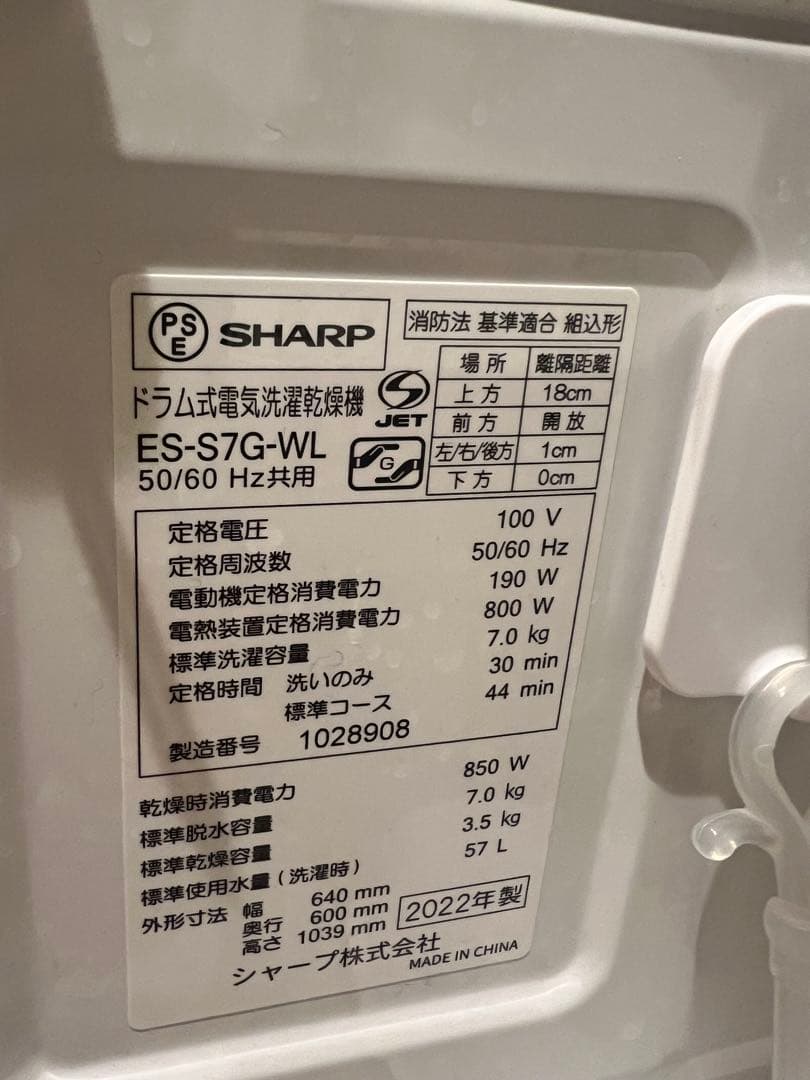 PSE SHARP
消防法 基準適合 組込形
ドラム式電気洗濯乾燥機
JET
ES-S7G-WL
G
50/60 Hz共用
場所 離隔距離
上方 18cm
前方 開放
左/右/後方 1cm
下方 0cm
定格電圧 100 V
定格周波数 50/60 Hz
電動機定格消費電力 190 W
電熱装置定格消費電力 800 W
標準洗濯容量 7.0 kg
定格時間 洗いのみ 30 min
標準コース 44 min
製造番号 1028908
乾燥時消費電力 850 W
標準脱水容量 7.0 kg
標準乾燥容量 3.5 kg
標準使用水量(洗濯時) 57 L
外形寸法 幅 640 mm
奥行 600 mm
高さ 1039 mm
2022年製
シャープ株式会社
MADE IN CHINA